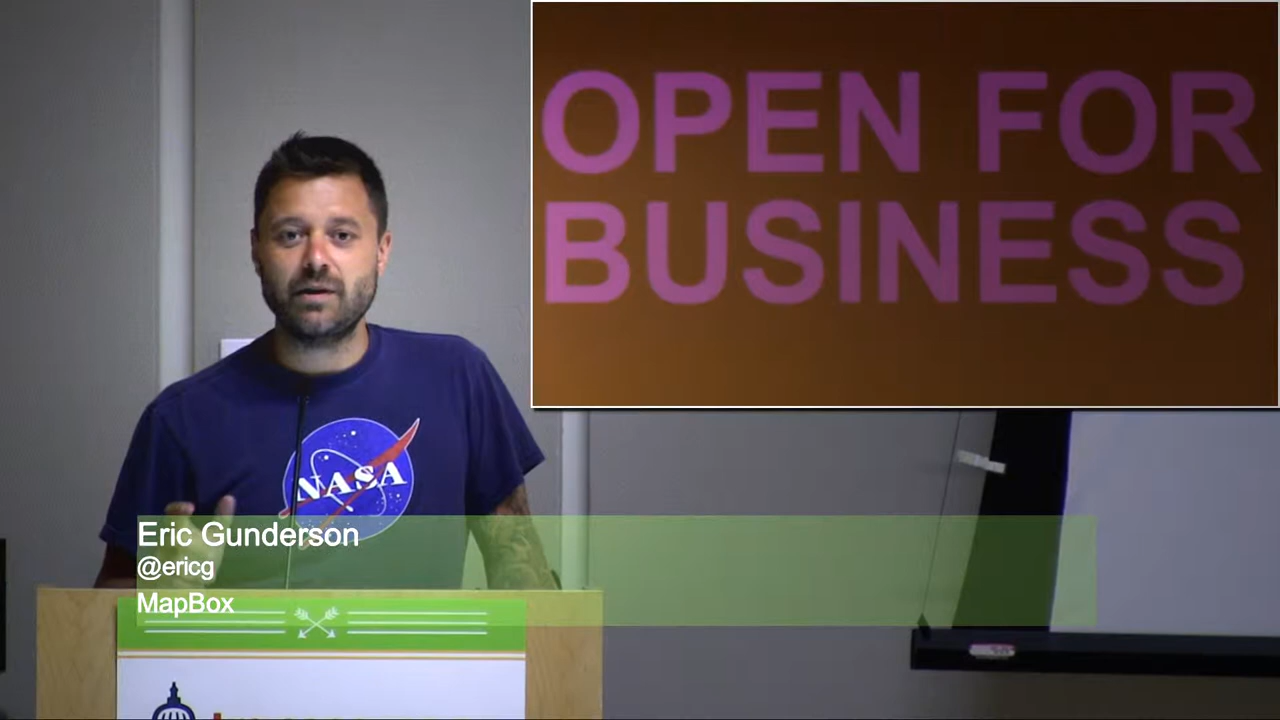 OPEN FOR
BUSINESS
NASA
Eric Gunderson
@ericg
MapBox